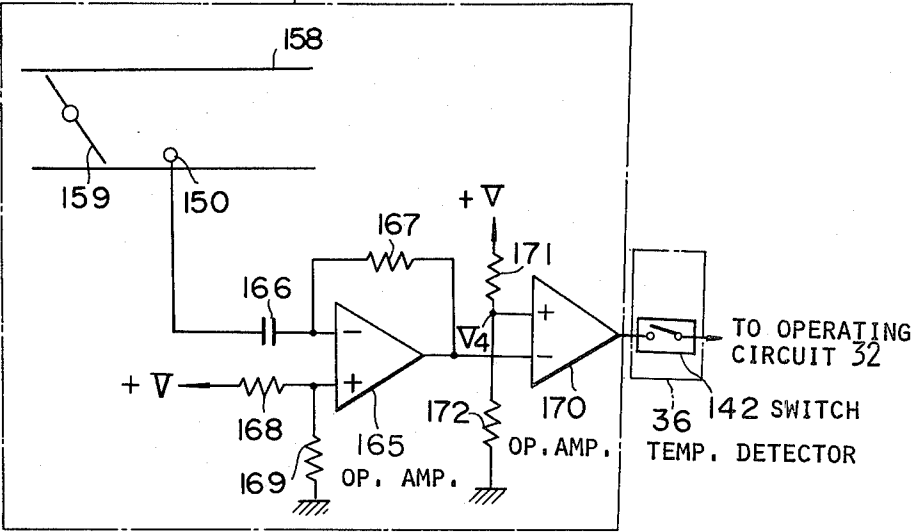 158
159
150
+ V
167
171
166
V4
+
−
−
+ V
+
168
172
170
165
169
OP. AMP.
OP. AMP.
TO OPERATING
CIRCUIT 32
36
142 SWITCH
TEMP. DETECTOR